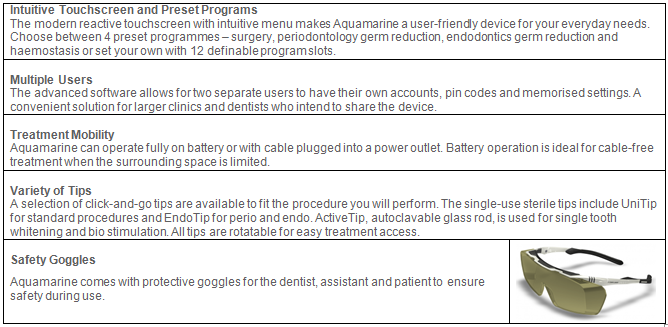 Intuitive Touchscreen and Preset Programs
The modern reactive touchscreen with intuitive menu makes Aquamarine a user-friendly device for your everyday needs.
Choose between 4 preset programmes – surgery, periodontology germ reduction, endodontics germ reduction and
haemostasis or set your own with 12 definable program slots.
Multiple Users
The advanced software allows for two separate users to have their own accounts, pin codes and memorised settings. A
convenient solution for larger clinics and dentists who intend to share the device.
Treatment Mobility
Aquamarine can operate fully on battery or with cable plugged into a power outlet. Battery operation is ideal for cable-free
treatment when the surrounding space is limited.
Variety of Tips
A selection of click-and-go tips are available to fit the procedure you will perform. The single-use sterile tips include UniTip
for standard procedures and EndoTip for perio and endo. ActiveTip, autoclavable glass rod, is used for single tooth
whitening and bio stimulation. All tips are rotatable for easy treatment access.
Safety Goggles
Aquamarine comes with protective goggles for the dentist, assistant and patient to ensure
safety during use.